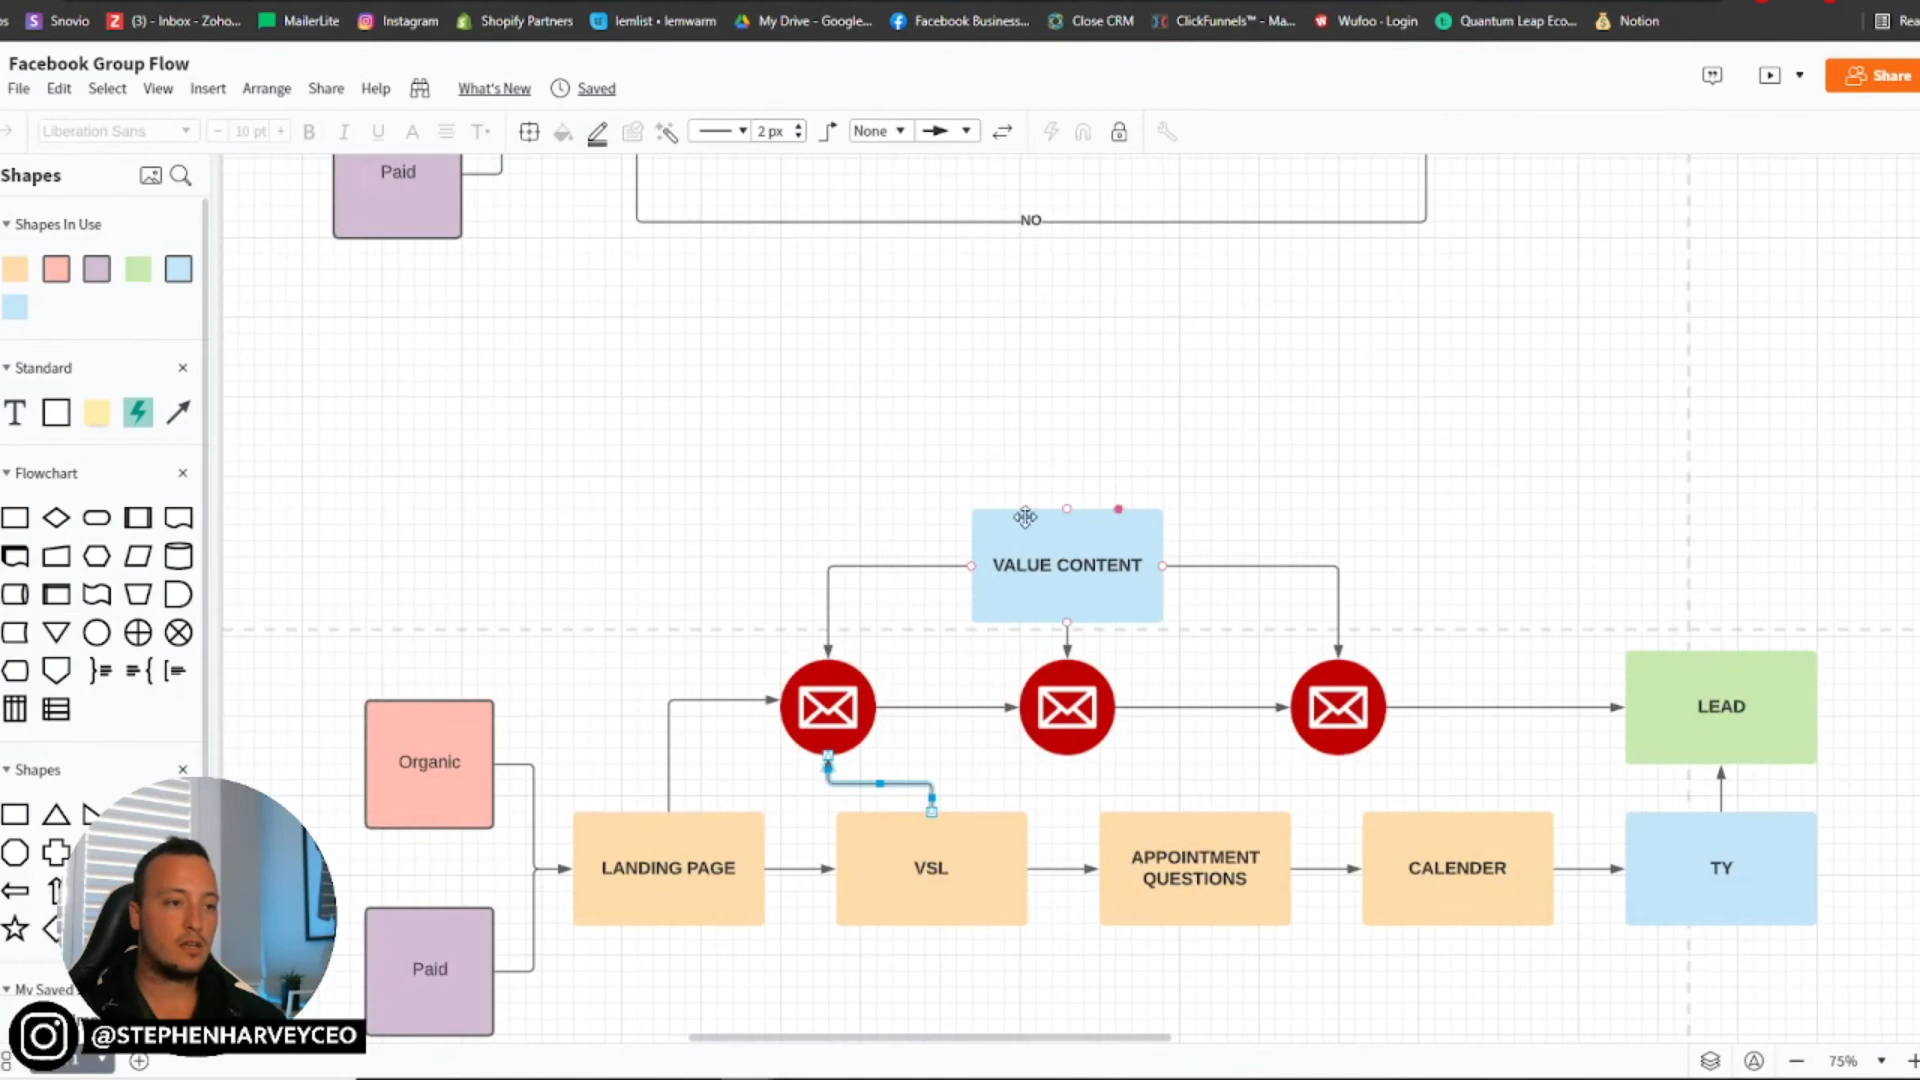 Snovio
(3) - Inbox - Zoho...
MailerLite
Instagram
Shopify Partners
lemlist • lemwarm
My Drive - Google...
Facebook Business...
Close CRM
ClickFunnels™ - Ma...
Wufoo · Login
Quantum Leap Eco...
Notion
Facebook Group Flow
File
Edit
Select
View
Insert
Arrange
Share
Help
What's New
Saved
Share
Liberation Sans
10 pt
2 px
None
Shapes
Shapes In Use
Standard
Flowchart
Shapes
My Saved
Paid
NO
VALUE CONTENT
LEAD
Organic
LANDING PAGE
VSL
APPOINTMENT
QUESTIONS
CALENDER
TY
Paid
@STEPHENHARVEYCEO
75%